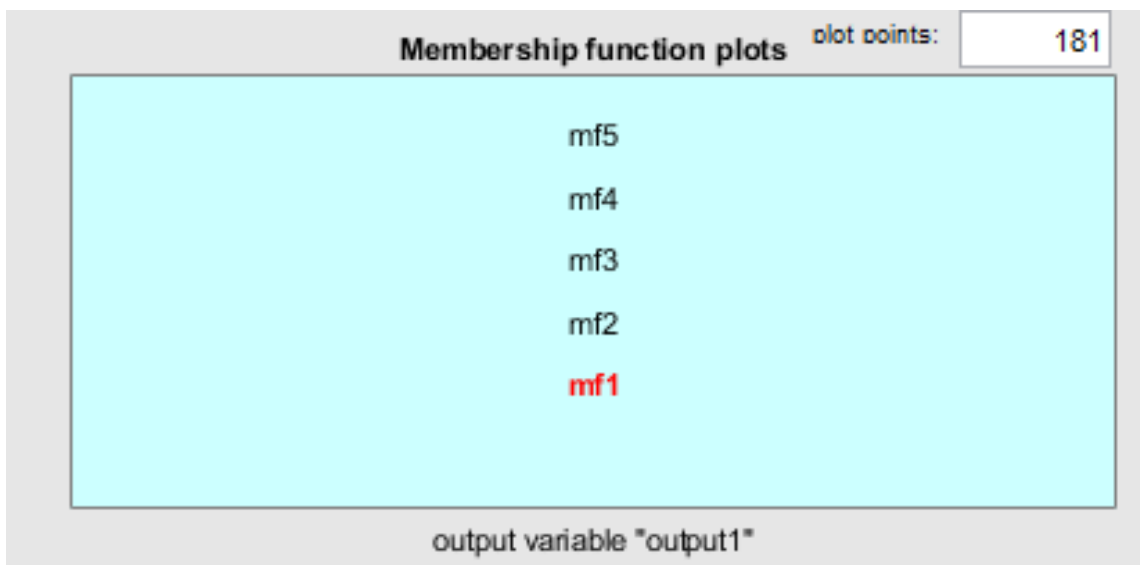 Membership function plots plot points: 181
mf5
mf4
mf3
mf2
mf1
output variable "output1"